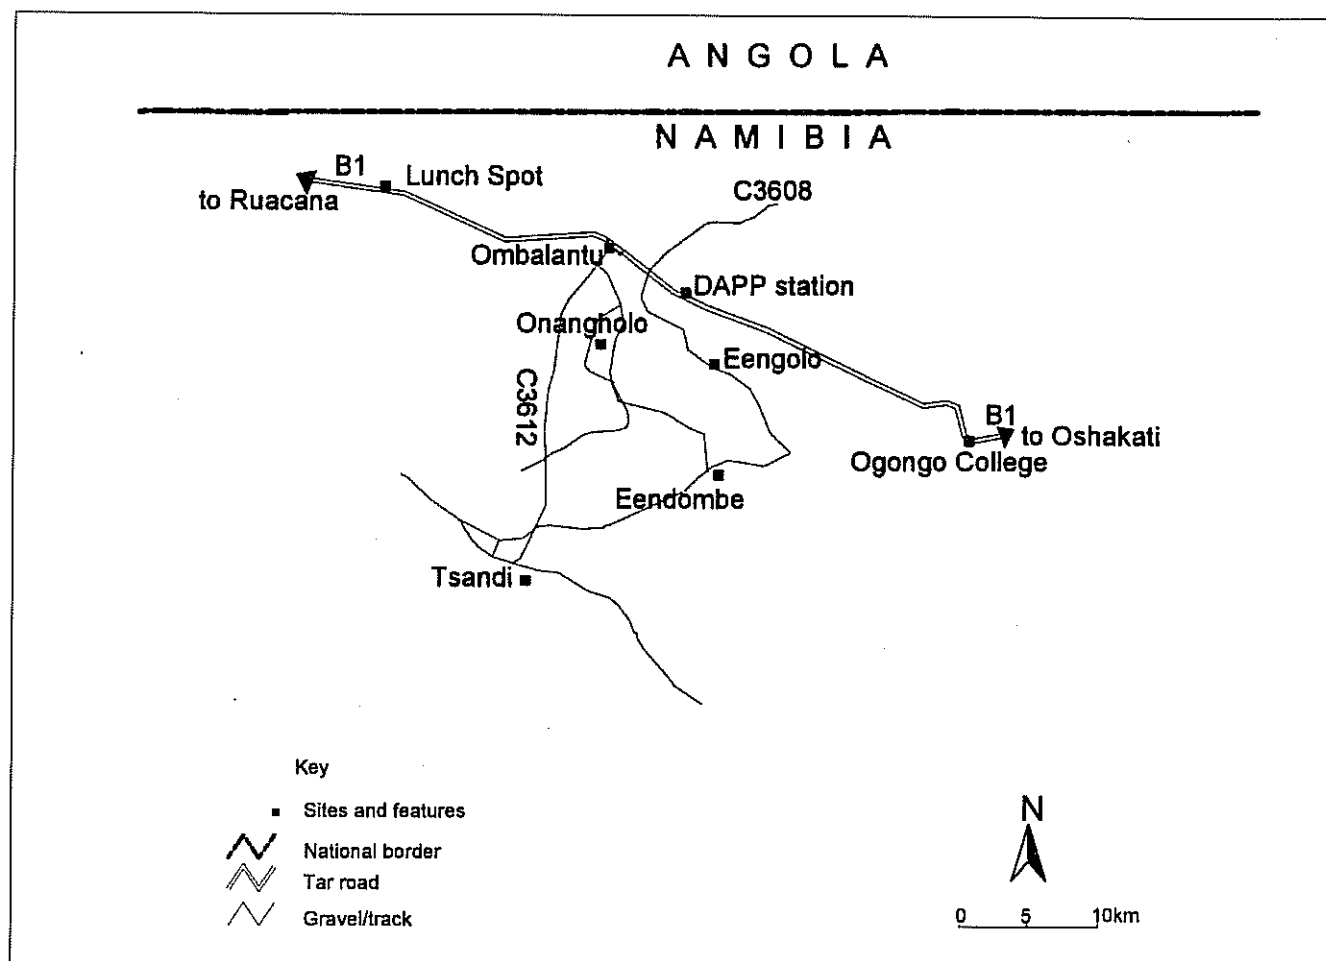 ANGOLA
NAMIBIA
B1
Lunch Spot
to Ruacana
C3608
Ombalantu
DAPP station
Onangholo
Eengolo
C3612
B1
to Oshakati
Ogongo College
Eendombe
Tsandi
Key
Sites and features
National border
Tar road
Gravel/track
N
0 5 10km